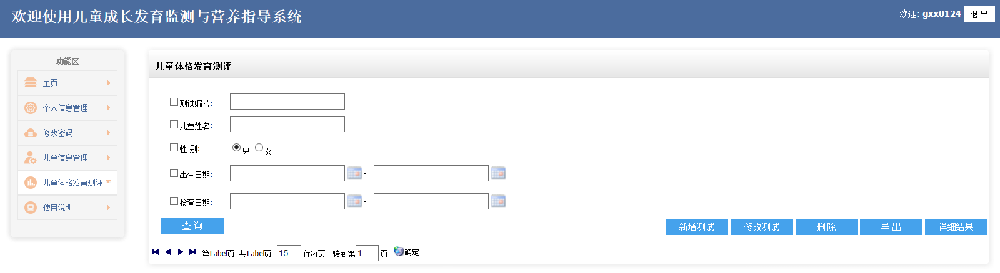 欢迎使用儿童成长发育监测与营养指导系统
欢迎: gxx0124 退 出
功能区
主页
个人信息管理
修改密码
儿童信息管理
儿童体格发育测评
使用说明
儿童体格发育测评
测试编号:
儿童姓名:
性 别: 男 女
出生日期: -
检查日期: -
查 询
新增测试 修改测试 删除 导 出 详细结果
第Label页 共Label页 15 行每页 转到第 1 页 确定